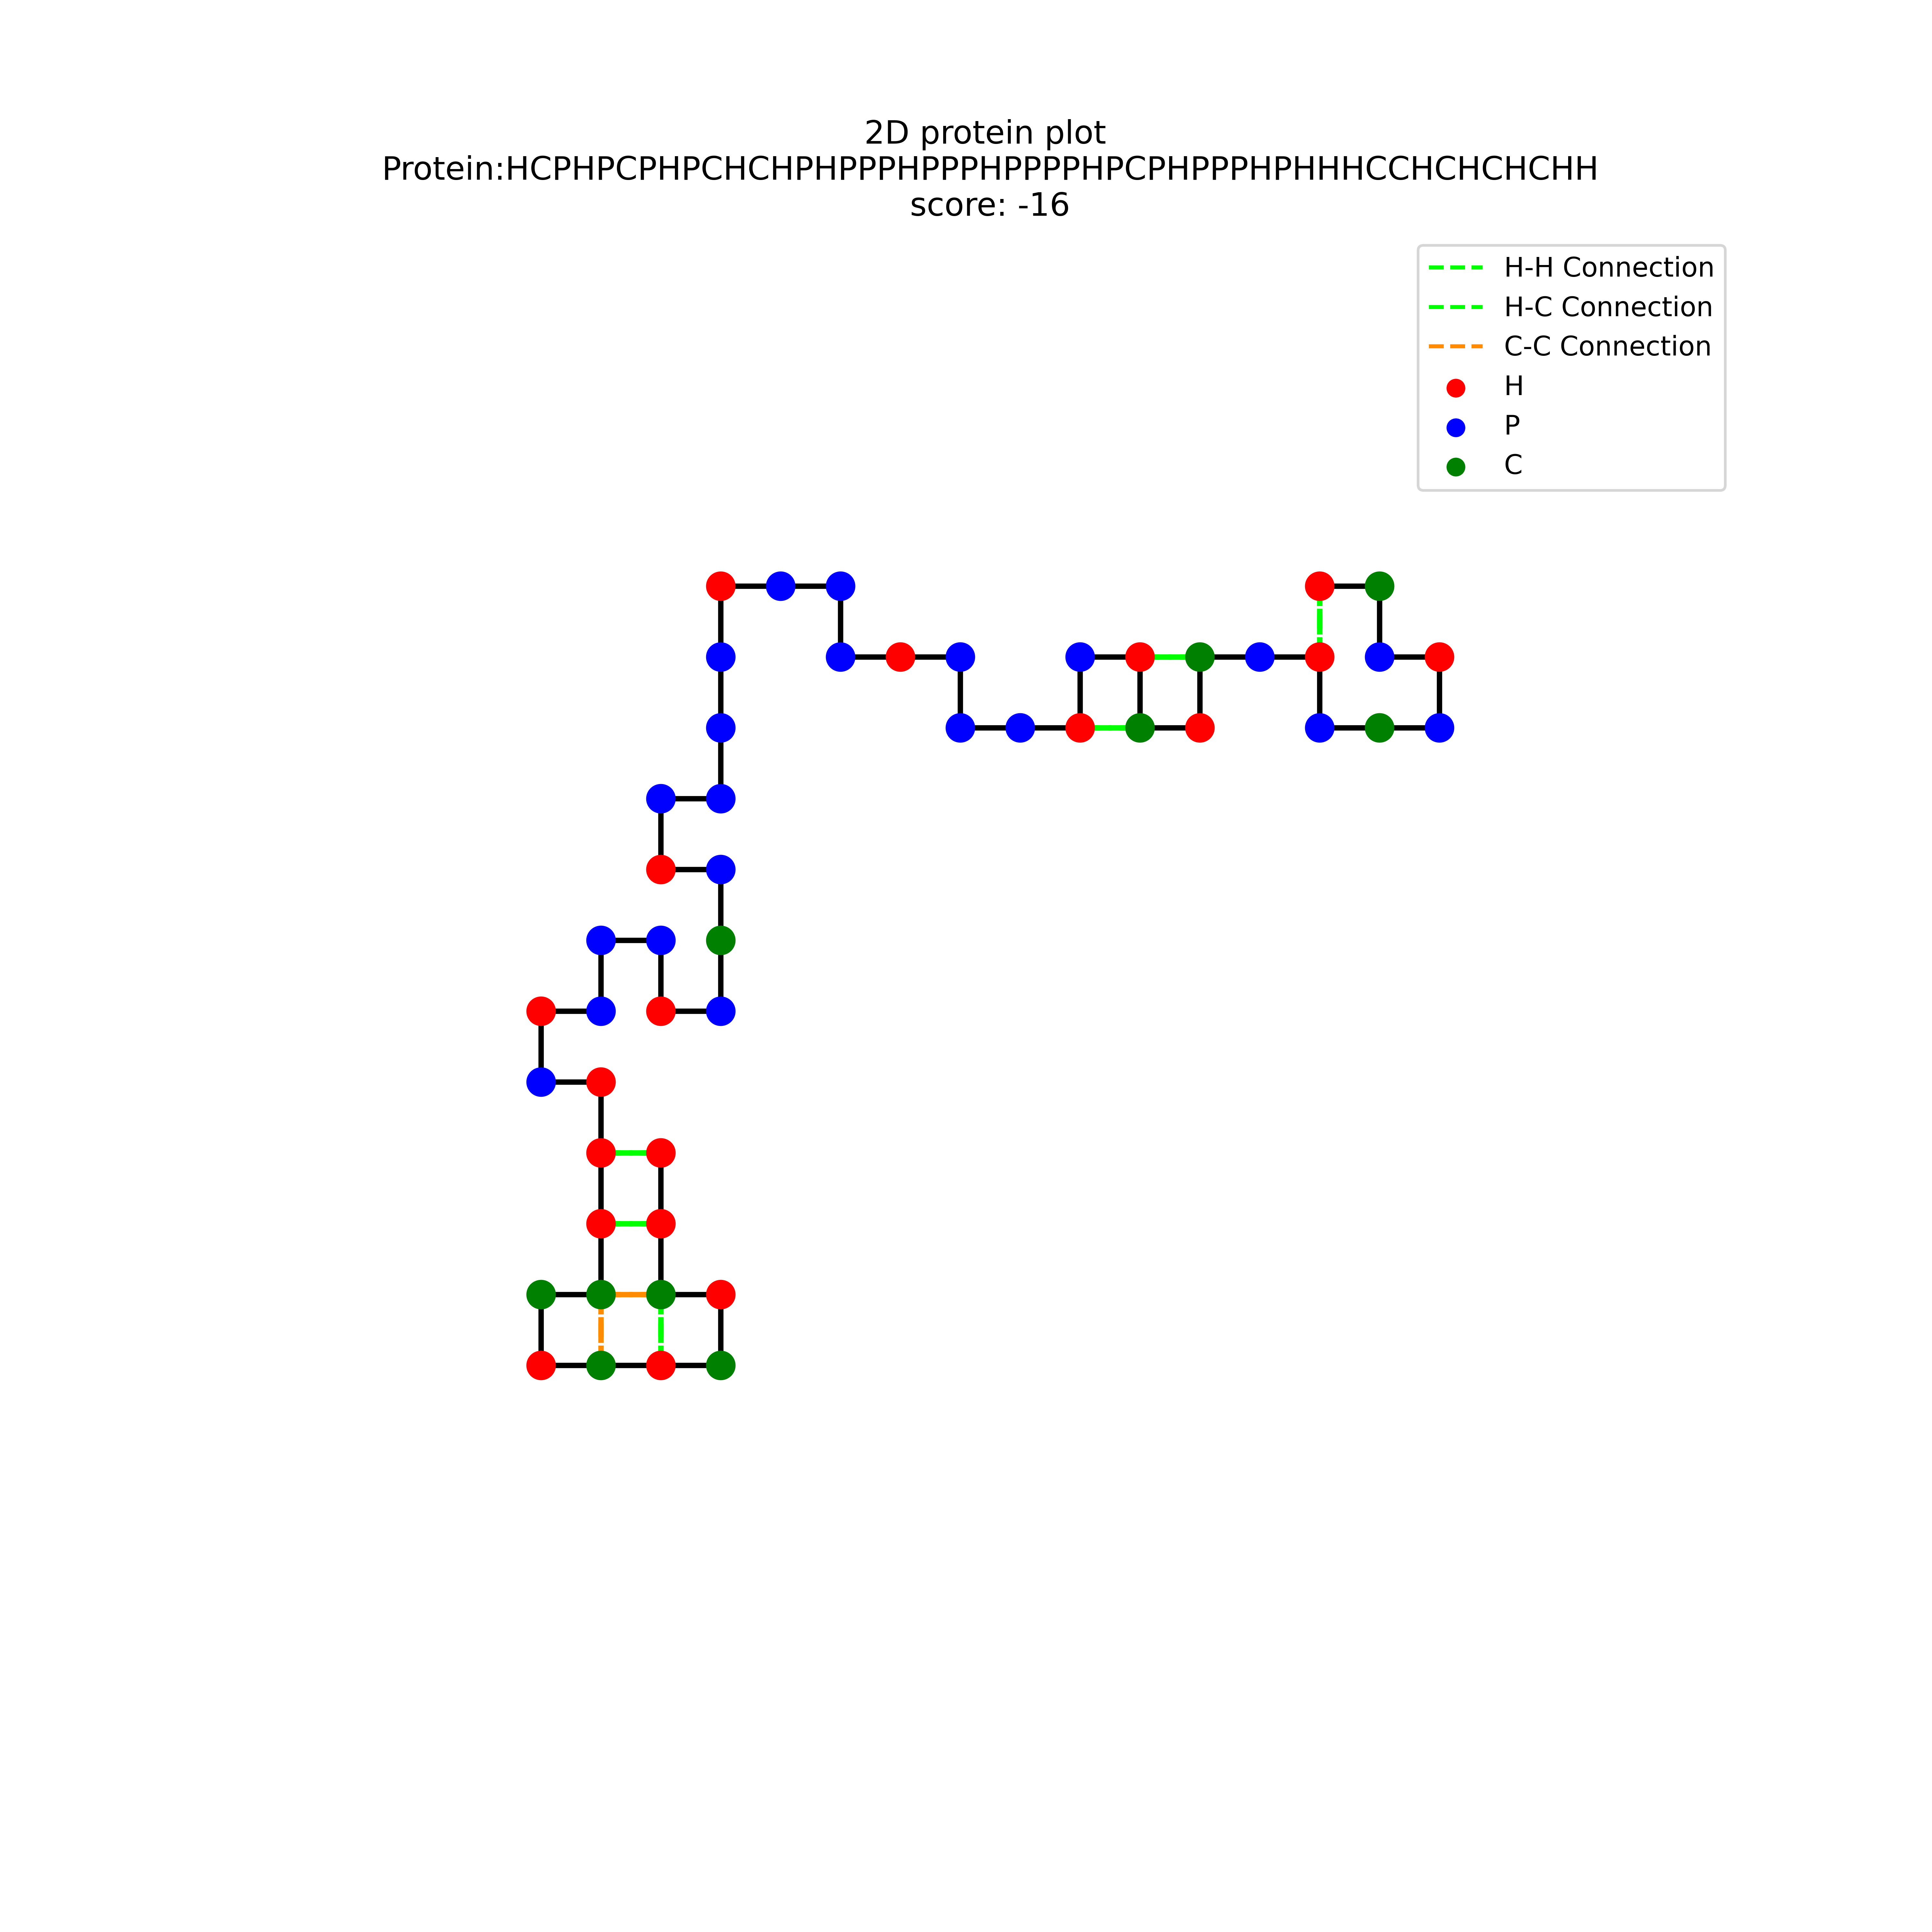 2D protein plot
Protein:HCPHPCPHPCHCHPHPPPHPPPHPPPPHPCPHPPPHPHHHCCHCHCHCHH
score: -16
H-H Connection
H-C Connection
C-C Connection
H
P
C